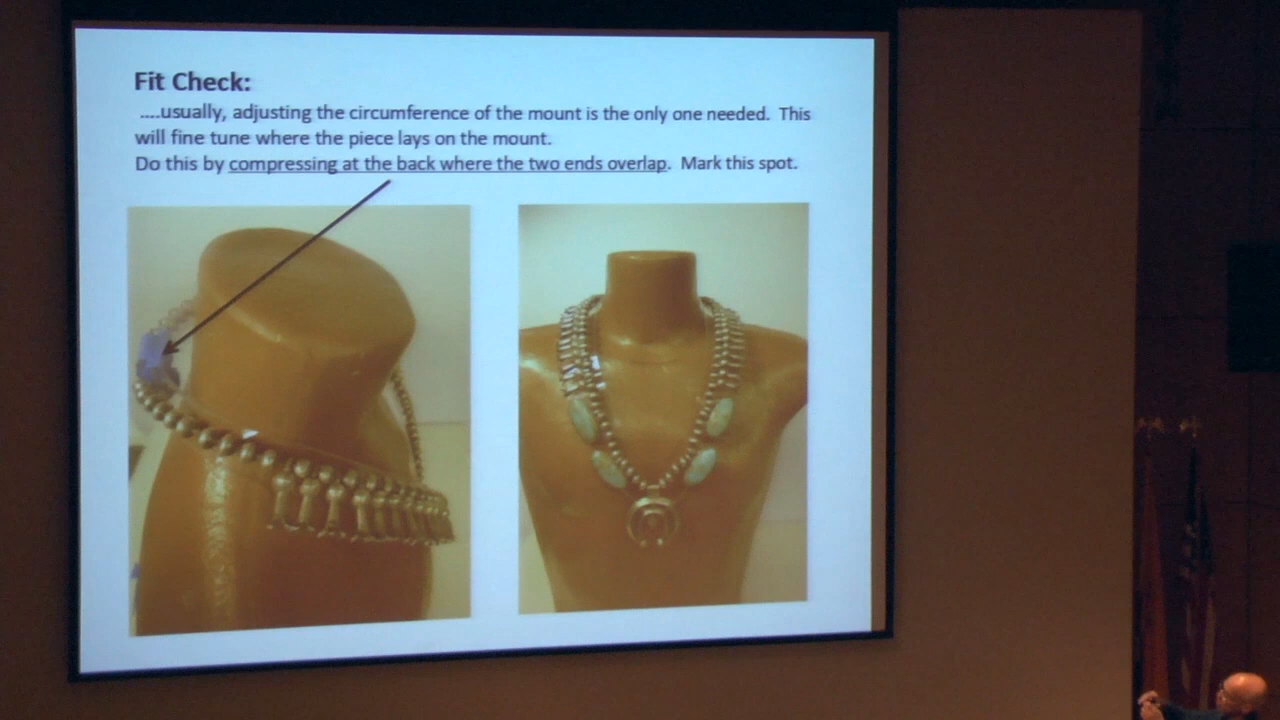 Fit Check:
....usually, adjusting the circumference of the mount is the only one needed. This
will fine tune where the piece lays on the mount.
Do this by compressing at the back where the two ends overlap. Mark this spot.